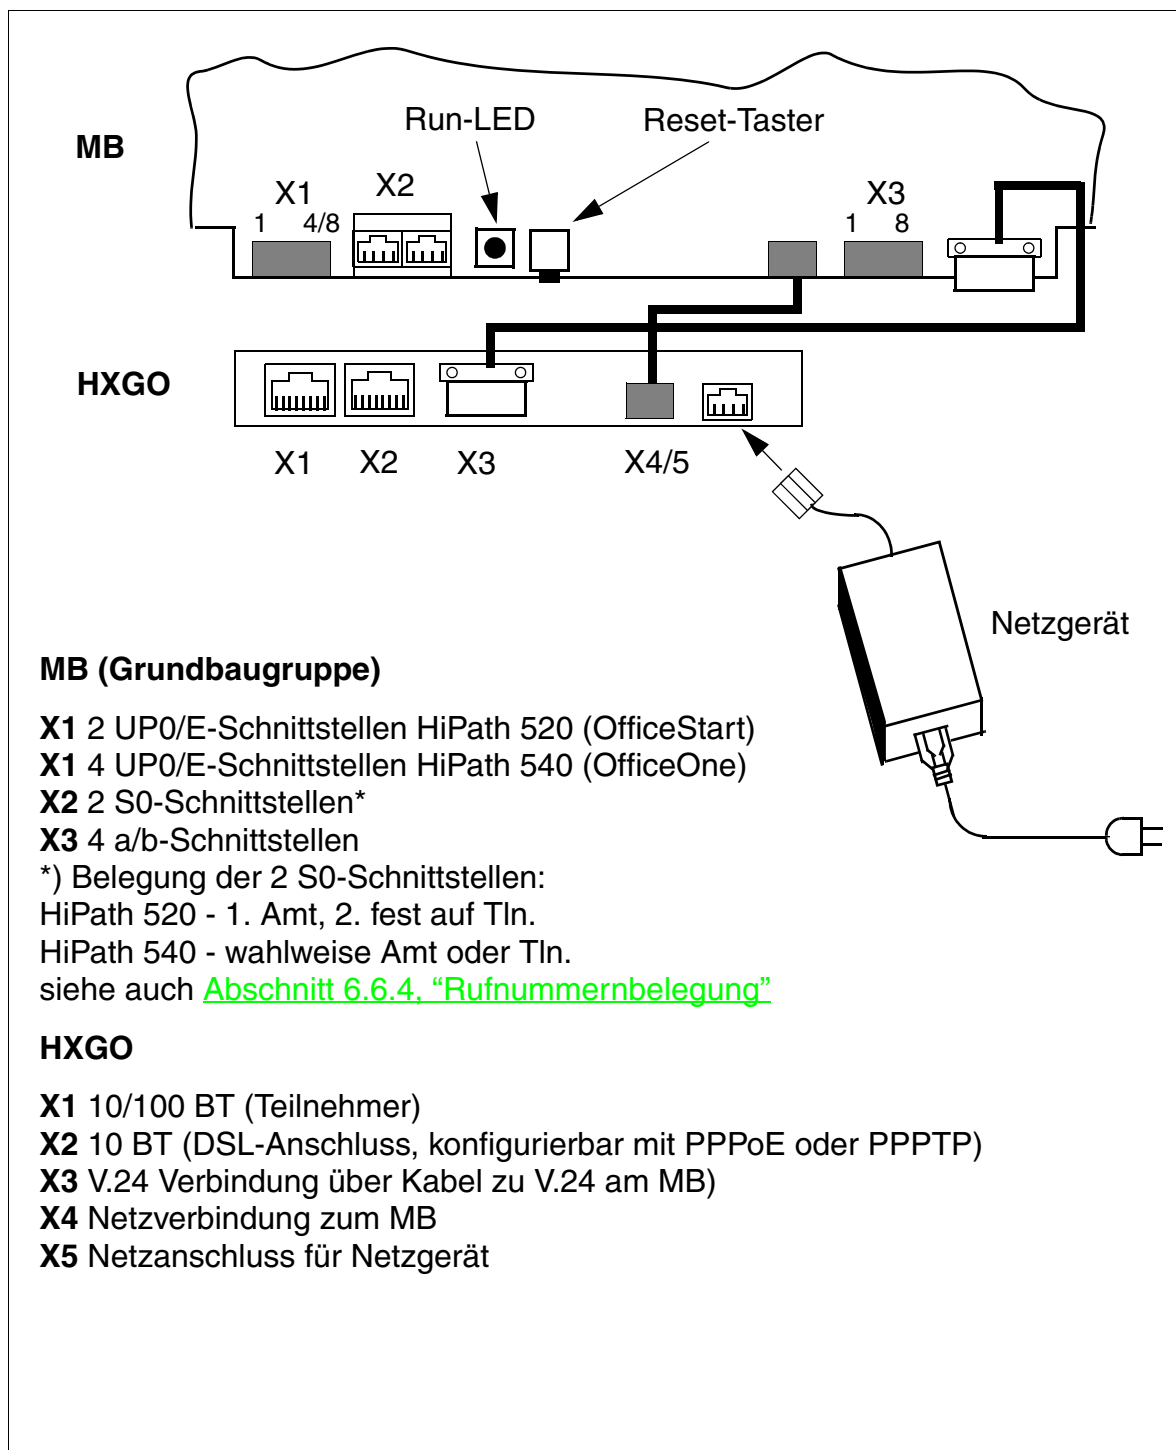 Run-LED Reset-Taster
MB
X1 X2 X3
1 4/8 1 8
HXGO
X1 X2 X3 X4/5
Netzgerät
MB (Grundbaugruppe)
X1 2 UP0/E-Schnittstellen HiPath 520 (OfficeStart)
X1 4 UP0/E-Schnittstellen HiPath 540 (OfficeOne)
X2 2 S0-Schnittstellen*
X3 4 a/b-Schnittstellen
*) Belegung der 2 S0-Schnittstellen:
HiPath 520 - 1. Amt, 2. fest auf Tln.
HiPath 540 - wahlweise Amt oder Tln.
siehe auch Abschnitt 6.6.4, “Rufnummernbelegung”
HXGO
X1 10/100 BT (Teilnehmer)
X2 10 BT (DSL-Anschluss, konfigurierbar mit PPPoE oder PPPTP)
X3 V.24 Verbindung über Kabel zu V.24 am MB)
X4 Netzverbindung zum MB
X5 Netzanschluss für Netzgerät